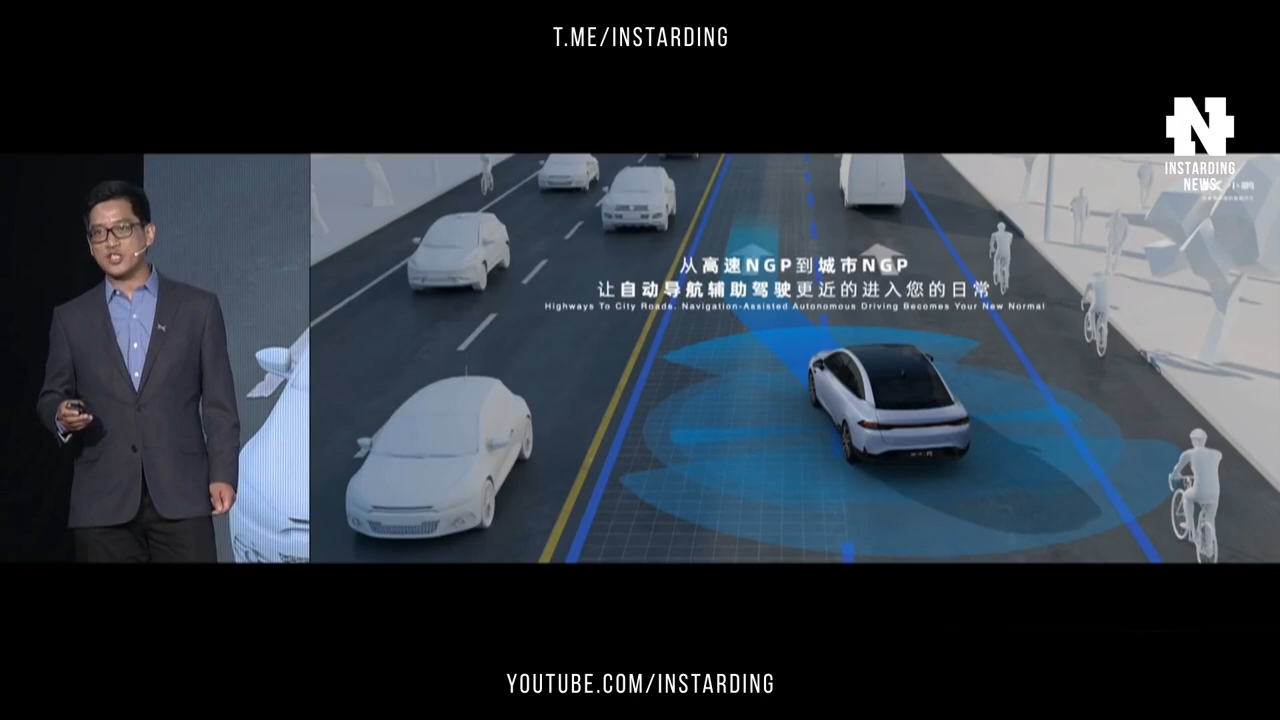 T.ME/INSTARDING
INSTARDING
NEWS
从高速NGP到城市NGP
让自动导航辅助驾驶更近的进入您的日常
Highways To City Roads. Navigation-Assisted Autonomous Driving Becomes Your New Normal
YOUTUBE.COM/INSTARDING